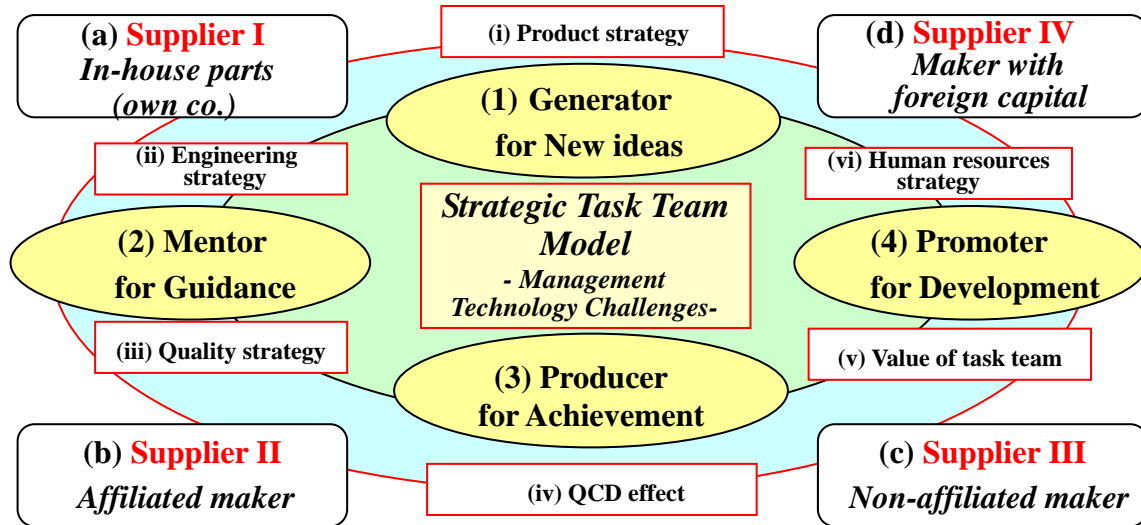 (a) Supplier I
In-house parts
(own co.)
(i) Product strategy
(d) Supplier IV
Maker with
foreign capital
(1) Generator
for New ideas
(ii) Engineering
strategy
(vi) Human resources
strategy
Strategic Task Team
Model
- Management
Technology Challenges-
(2) Mentor
for Guidance
(4) Promoter
for Development
(iii) Quality strategy
(v) Value of task team
(3) Producer
for Achievement
(b) Supplier II
Affiliated maker
(iv) QCD effect
(c) Supplier III
Non-affiliated maker